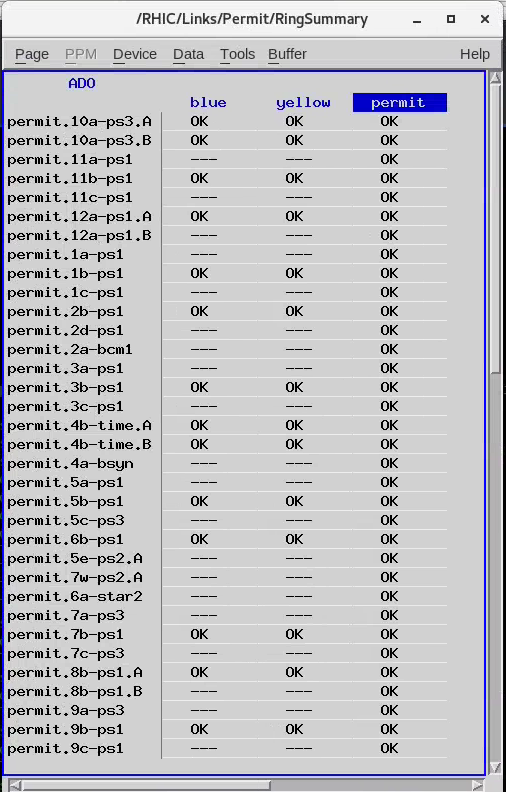 /RHIC/Links/Permit/RingSummary
Page PPM Device Data Tools Buffer Help
ADO
blue yellow permit
permit.10a-ps3.A OK OK OK
permit.10a-ps3.B OK OK OK
permit.11a-ps1 --- --- OK
permit.11b-ps1 OK OK OK
permit.11c-ps1 --- --- OK
permit.12a-ps1.A OK OK OK
permit.12a-ps1.B --- --- OK
permit.1a-ps1 --- --- OK
permit.1b-ps1 OK OK OK
permit.1c-ps1 --- --- OK
permit.2b-ps1 OK OK OK
permit.2d-ps1 --- --- OK
permit.2a-bcm1 --- --- OK
permit.3a-ps1 --- --- OK
permit.3b-ps1 OK OK OK
permit.3c-ps1 --- --- OK
permit.4b-time.A OK OK OK
permit.4b-time.B OK OK OK
permit.4a-bsyn --- --- OK
permit.5a-ps1 --- --- OK
permit.5b-ps1 OK OK OK
permit.5c-ps3 --- --- OK
permit.6b-ps1 OK OK OK
permit.5e-ps2.A --- --- OK
permit.7w-ps2.A --- --- OK
permit.6a-star2 --- --- OK
permit.7a-ps3 --- --- OK
permit.7b-ps1 OK OK OK
permit.7c-ps3 --- --- OK
permit.8b-ps1.A OK OK OK
permit.8b-ps1.B --- --- OK
permit.9a-ps3 --- --- OK
permit.9b-ps1 OK OK OK
permit.9c-ps1 --- --- OK